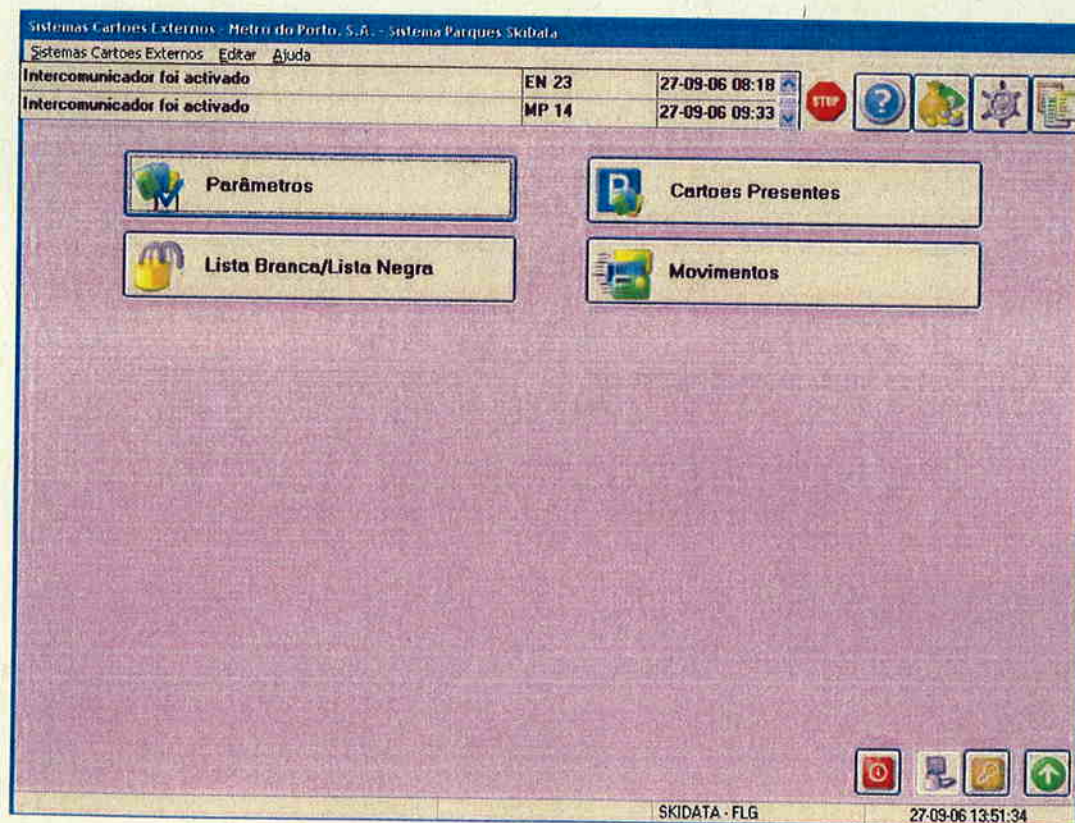 Sistemas Cartoes Externos - Metro do Porto, S.A. - Sistema Parques SkiData
Sistemas Cartoes Externos Editar Ajuda
Intercomunicador foi activado EN 23 27-09-06 08:18
Intercomunicador foi activado MP 14 27-09-06 09:33
STOP
Parâmetros
Cartoes Presentes
Lista Branca/Lista Negra
Movimentos
SKIDATA - FLG 27-09-06 13:51:34